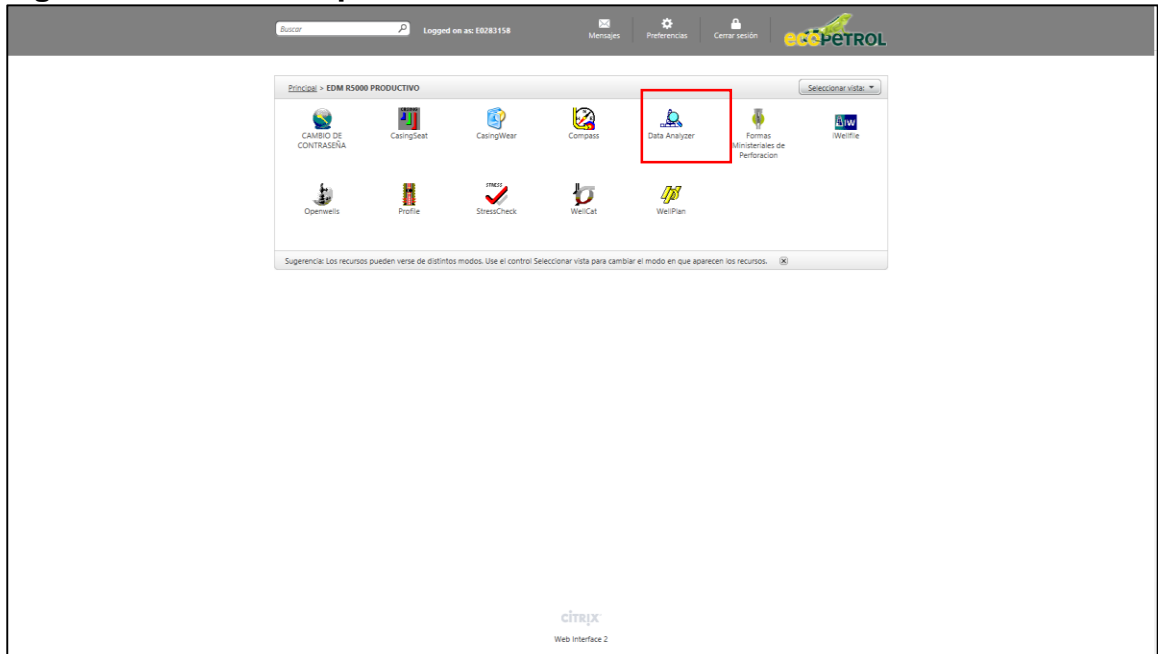 Buscar
Logged on as: E0283158
Mensajes
Preferencias
Cerrar sesión
ecopetrol
Principal > EDM R5000 PRODUCTIVO
Seleccionar vista:
CAMBIO DE
CONTRASEÑA
CasingSeat
CasingWear
Compass
Data Analyzer
Formas
Ministeriales de
Perforacion
iWellfile
Openwells
Profile
STRESS
StressCheck
WellCat
WellPlan
Sugerencia: Los recursos pueden verse de distintos modos. Use el control Seleccionar vista para cambiar el modo en que aparecen los recursos.
CITRIX
Web Interface 2